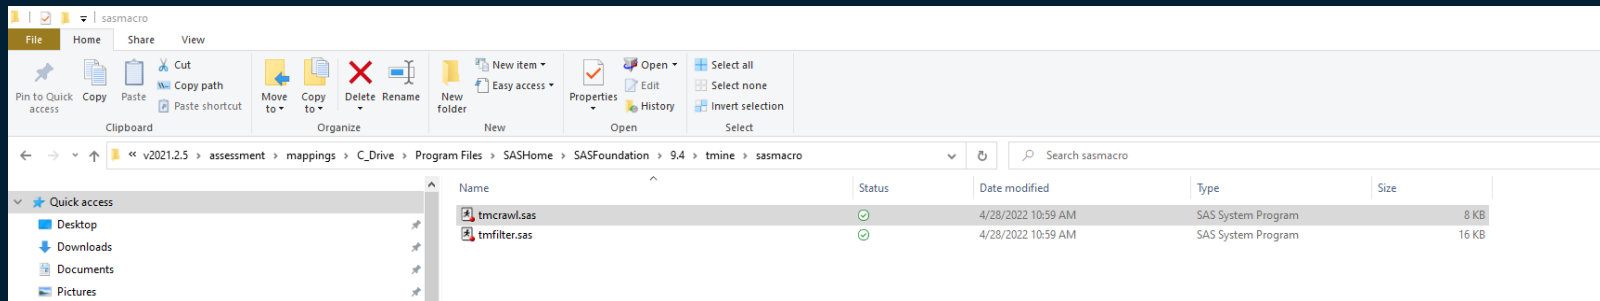 sasmacro
File Home Share View
Pin to Quick access
Copy
Paste
Cut
Copy path
Paste shortcut
Clipboard
Move to
Copy to
Delete
Rename
Organize
New folder
New item
Easy access
New
Properties
Open
Edit
History
Open
Select all
Select none
Invert selection
Select
« v2021.2.5 > assessment > mappings > C_Drive > Program Files > SASHome > SASFoundation > 9.4 > tmine > sasmacro
Search sasmacro
Quick access
Desktop
Downloads
Documents
Pictures
Name Status Date modified Type Size
tmcrawl.sas 4/28/2022 10:59 AM SAS System Program 8 KB
tmfilter.sas 4/28/2022 10:59 AM SAS System Program 16 KB